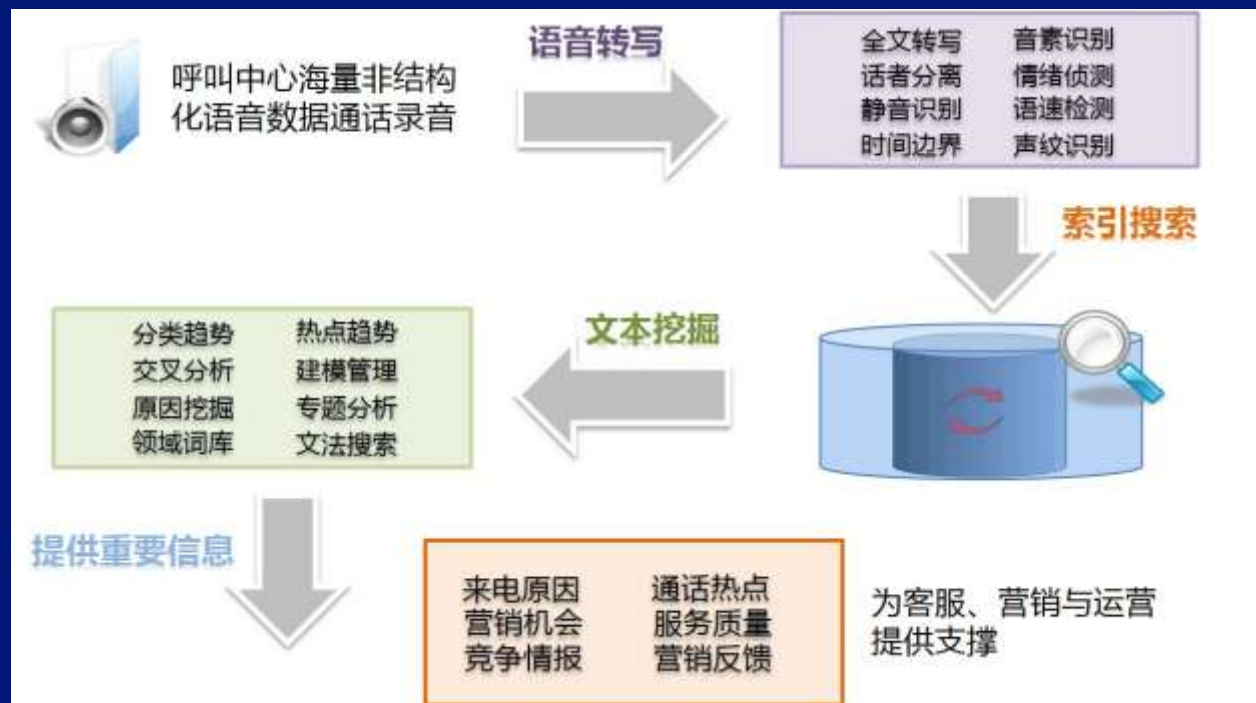 呼叫中心海量非结构
化语音数据通话录音
语音转写
全文转写 音素识别
话者分离 情绪侦测
静音识别 语速检测
时间边界 声纹识别
索引搜索
文本挖掘
分类趋势 热点趋势
交叉分析 建模管理
原因挖掘 专题分析
领域词库 文法搜索
提供重要信息
来电原因 通话热点
营销机会 服务质量
竞争情报 营销反馈
为客服、营销与运营
提供支撑